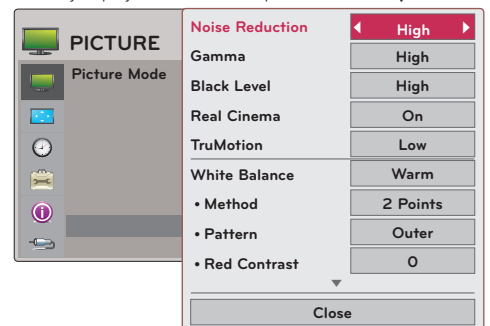 PICTURE
Picture Mode
Noise Reduction High
Gamma High
Black Level High
Real Cinema On
TruMotion Low
White Balance Warm
• Method 2 Points
• Pattern Outer
• Red Contrast 0
Close